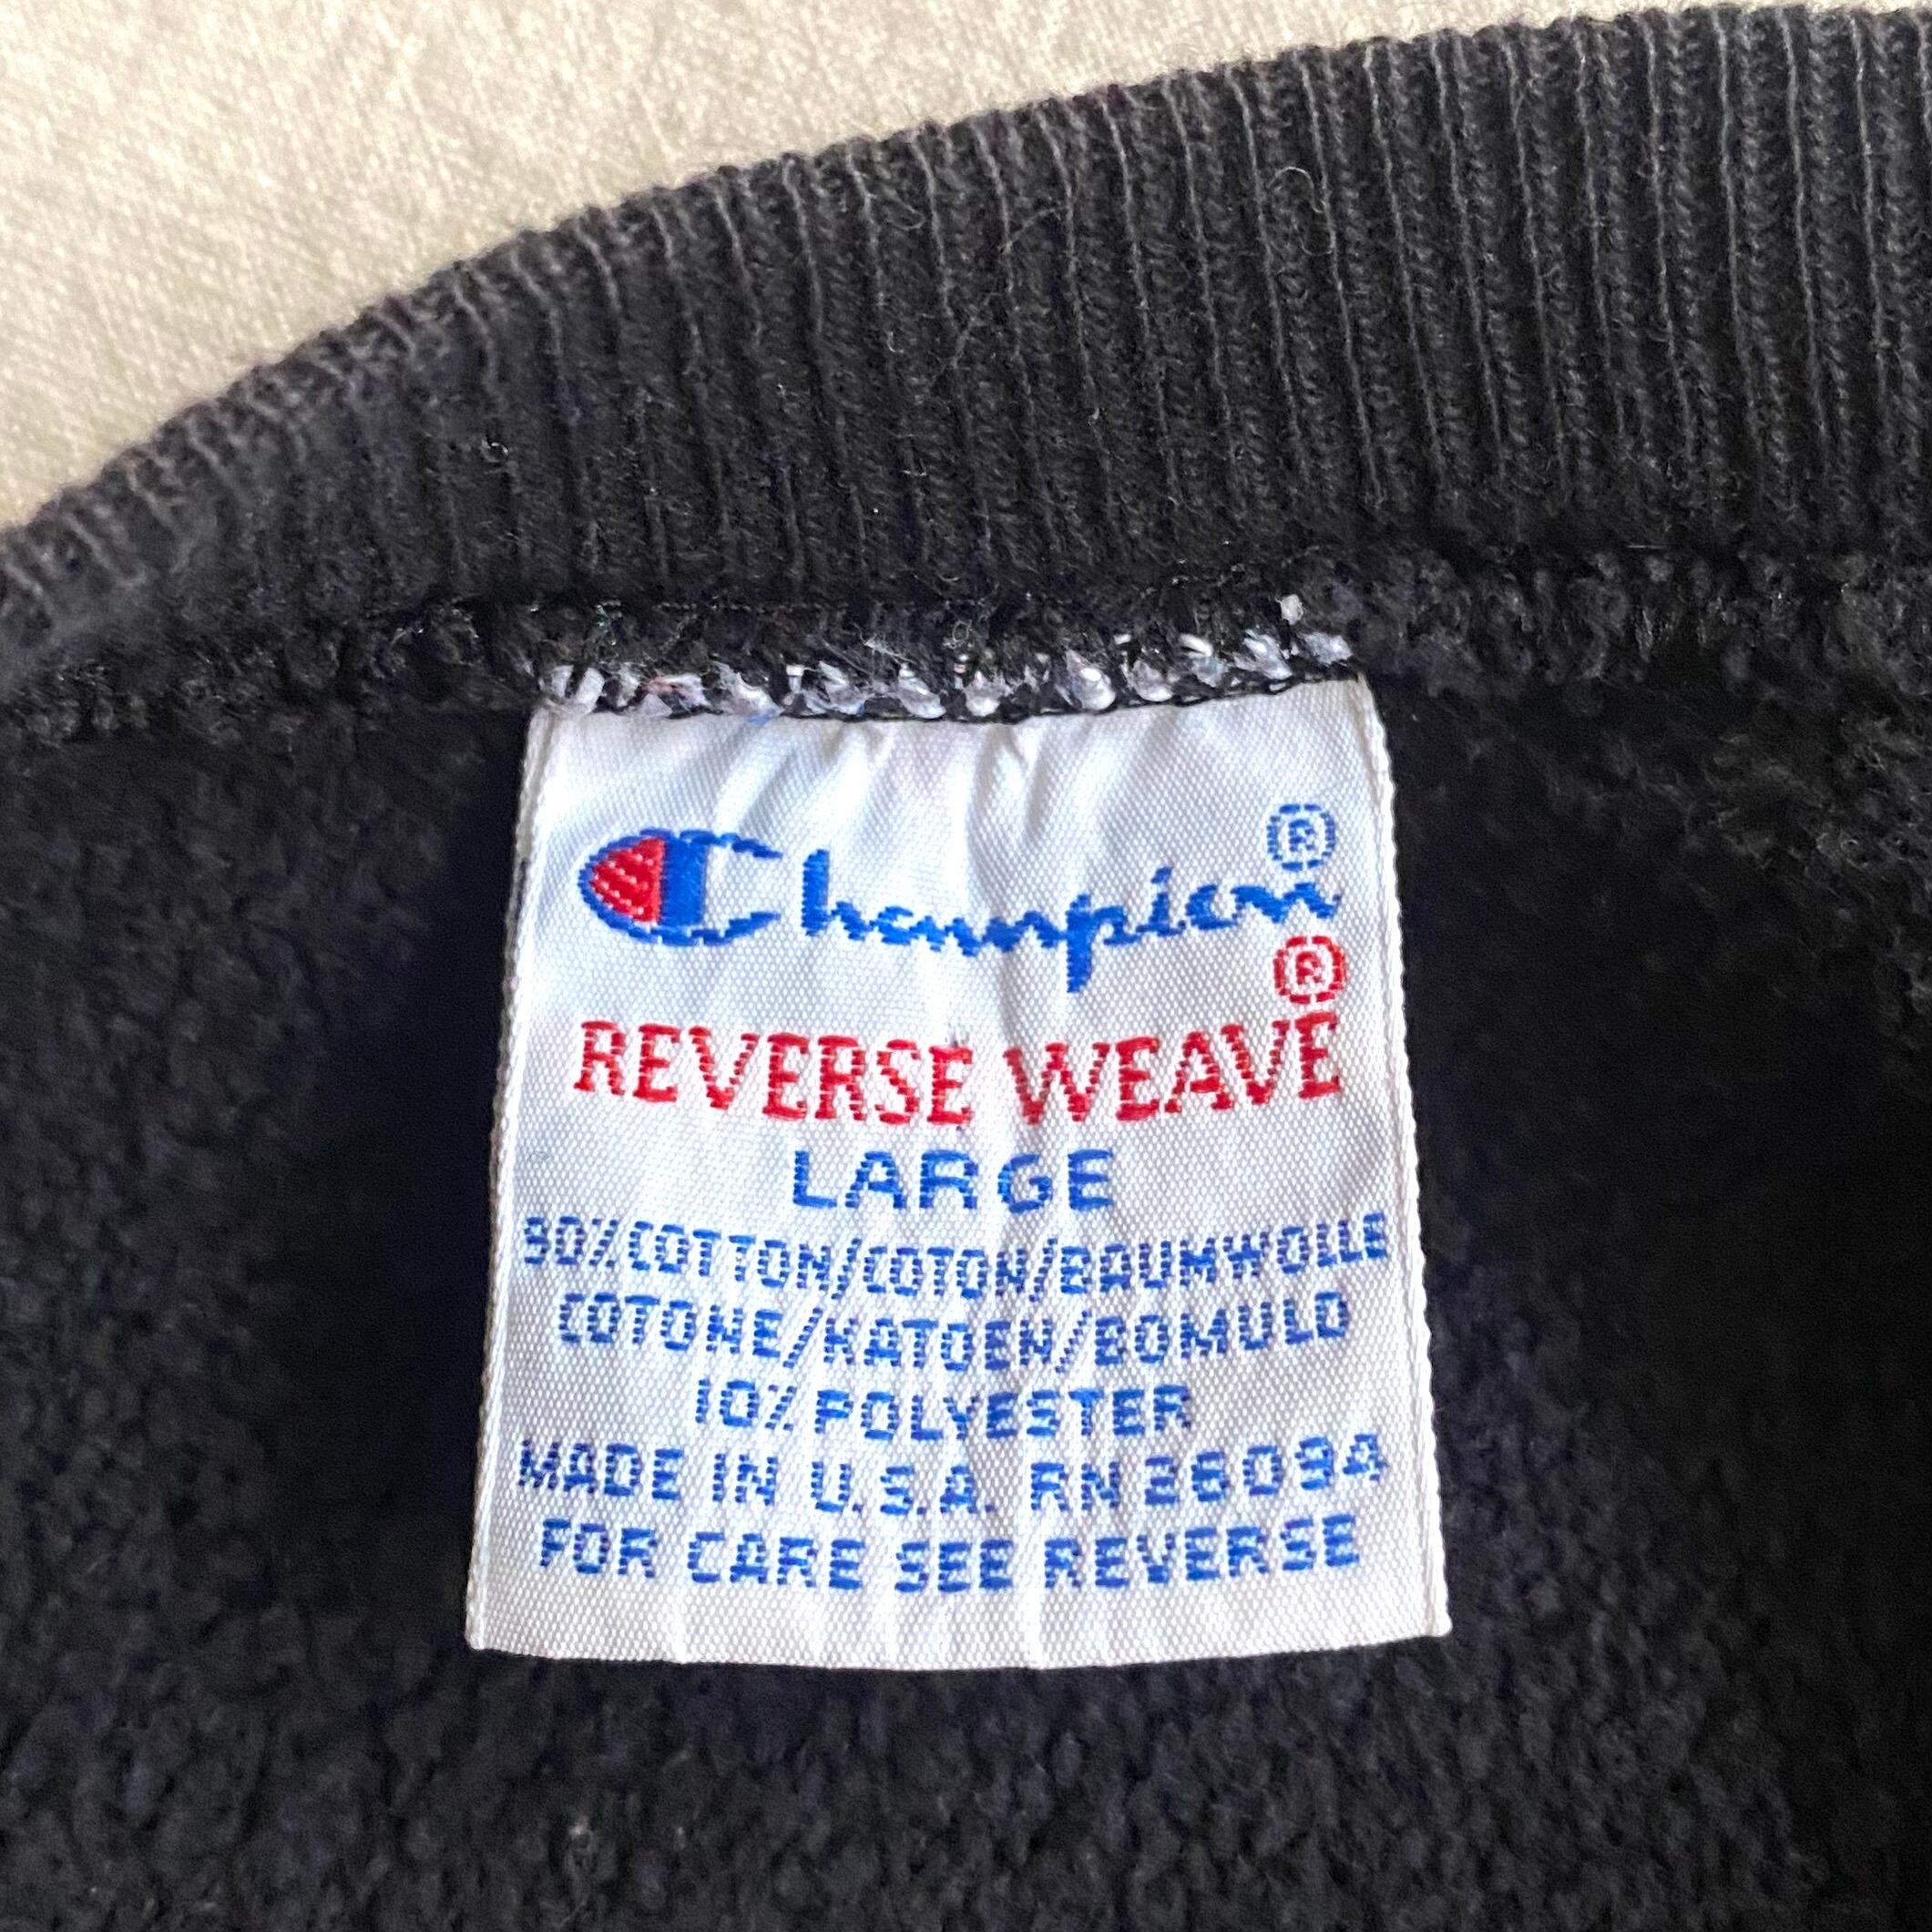 Champion®
REVERSE WEAVE®
LARGE
90% COTTON/COTON/BAUMWOLLE
COTONE/KATOEN/BOMULD
10% POLYESTER
MADE IN U.S.A. RN 26094
FOR CARE SEE REVERSE